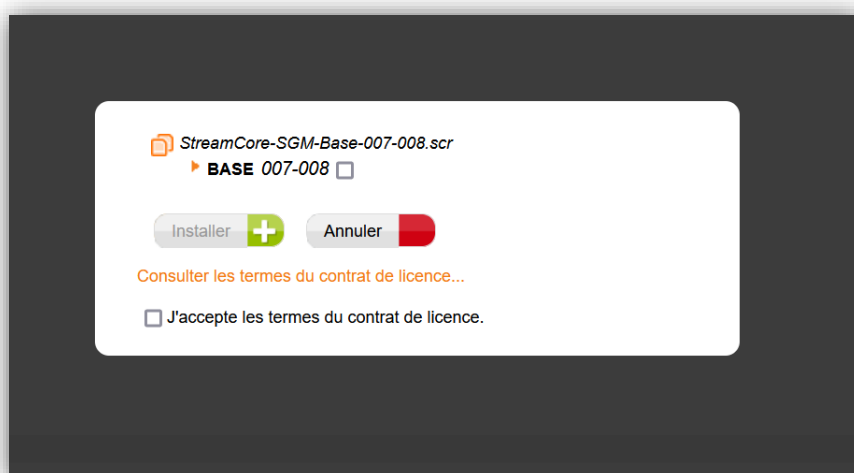 StreamCore-SGM-Base-007-008.scr
BASE 007-008
Installer Annuler
Consulter les termes du contrat de licence...
J'accepte les termes du contrat de licence.